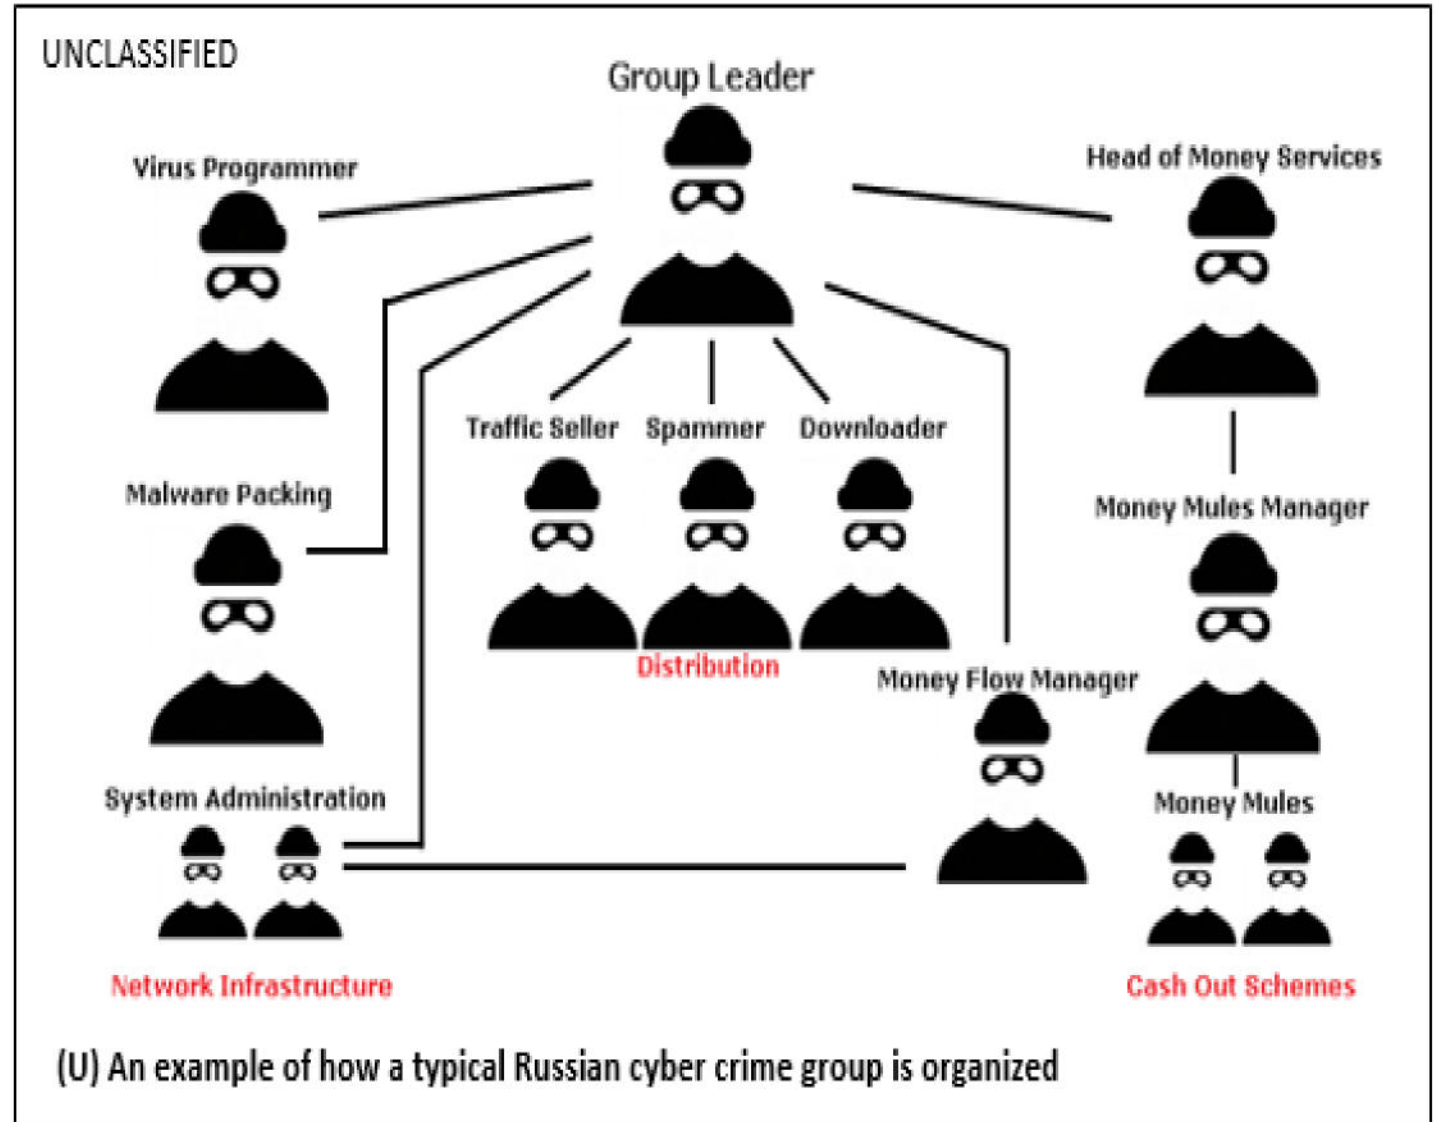 UNCLASSIFIED
Group Leader
Virus Programmer
Head of Money Services
Traffic Seller
Spammer
Downloader
Malware Packing
Money Mules Manager
Distribution
Money Flow Manager
System Administration
Money Mules
Network Infrastructure
Cash Out Schemes
(U) An example of how a typical Russian cyber crime group is organized